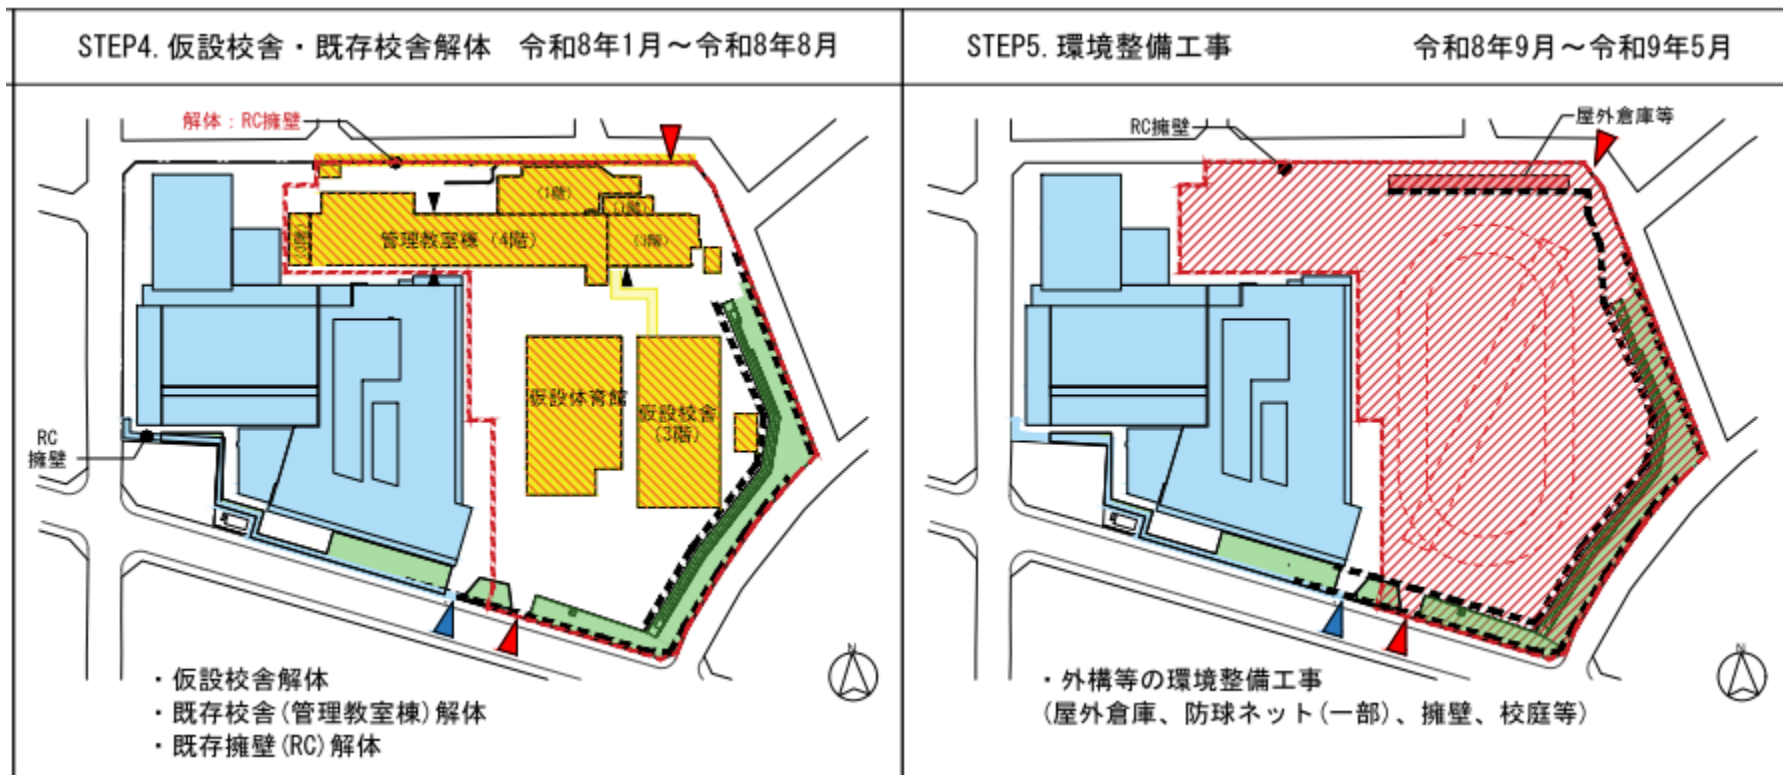 STEP4. 仮設校舎・既存校舎解体 令和8年1月～令和8年8月
解体：RC擁壁
(1階)
管理教室棟（4階）
(3階)
仮設体育館
仮設校舎
(3階)
RC
擁壁
N
・仮設校舎解体
・既存校舎(管理教室棟)解体
・既存擁壁(RC)解体
STEP5. 環境整備工事 令和8年9月～令和9年5月
RC擁壁
屋外倉庫等
N
・外構等の環境整備工事
(屋外倉庫、防球ネット(一部)、擁壁、校庭等)